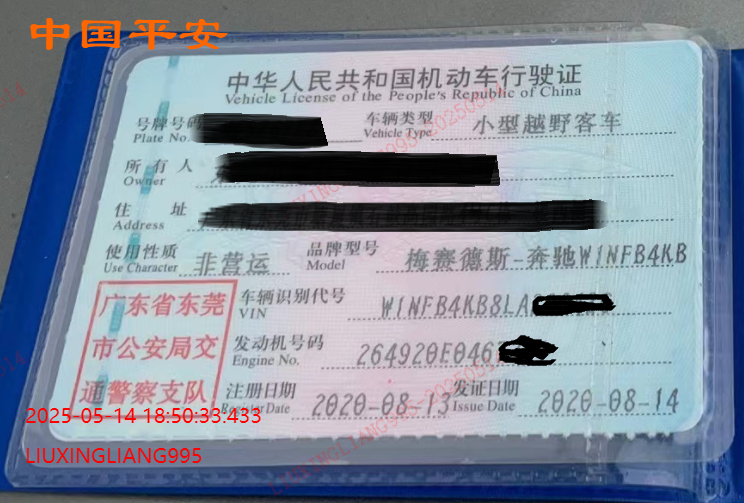 中国平安
中华人民共和国机动车行驶证
Vehicle License of the People's Republic of China
号牌号码
Plate No.
车辆类型 小型越野客车
Vehicle Type
所有人
Owner
住址
Address
使用性质 非营运
Use Character
品牌型号 梅赛德斯-奔驰W1NFB4KB
Model
广东省东莞
市公安局交
通警察支队
车辆识别代号 W1NFB4KB8LA
VIN
发动机号码 264920E046
Engine No.
注册日期 2020-08-13
Register Date
发证日期 2020-08-14
Issue Date
2025-05-14 18:50:33.433
LIUXINGLIANG995